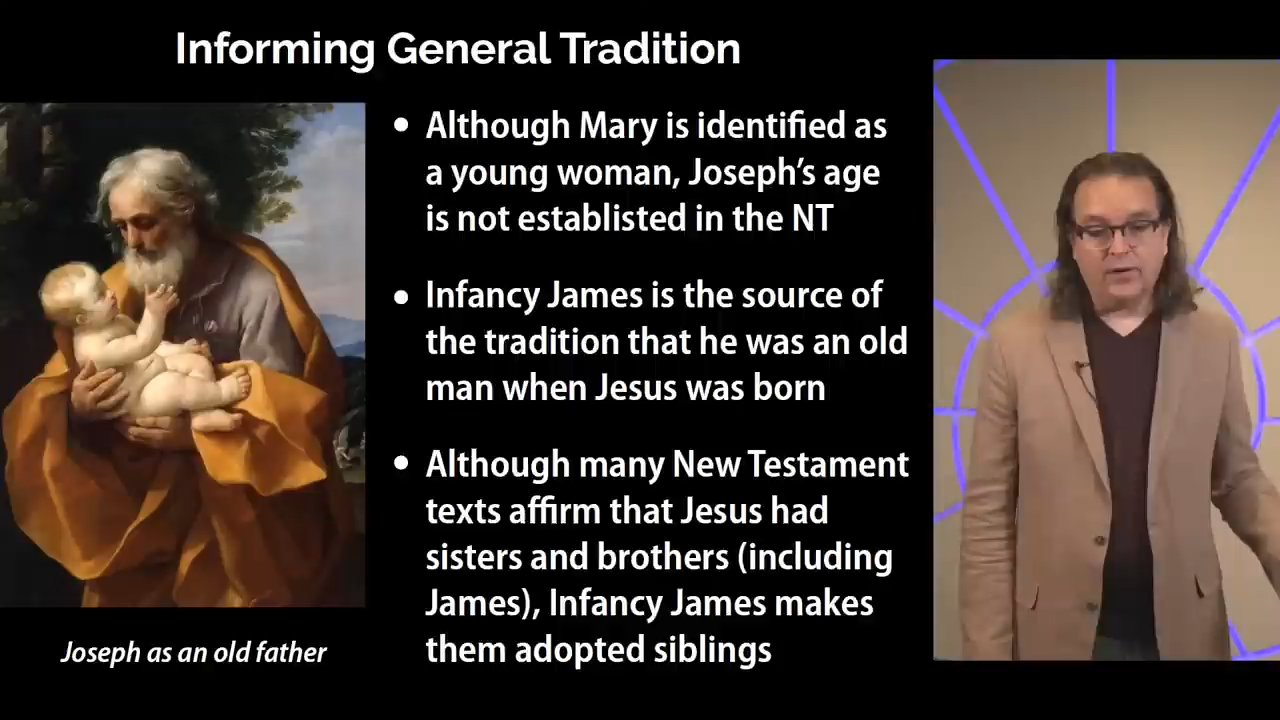 Informing General Tradition
• Although Mary is identified as
a young woman, Joseph’s age
is not establisted in the NT
• Infancy James is the source of
the tradition that he was an old
man when Jesus was born
• Although many New Testament
texts affirm that Jesus had
sisters and brothers (including
James), Infancy James makes
them adopted siblings
Joseph as an old father